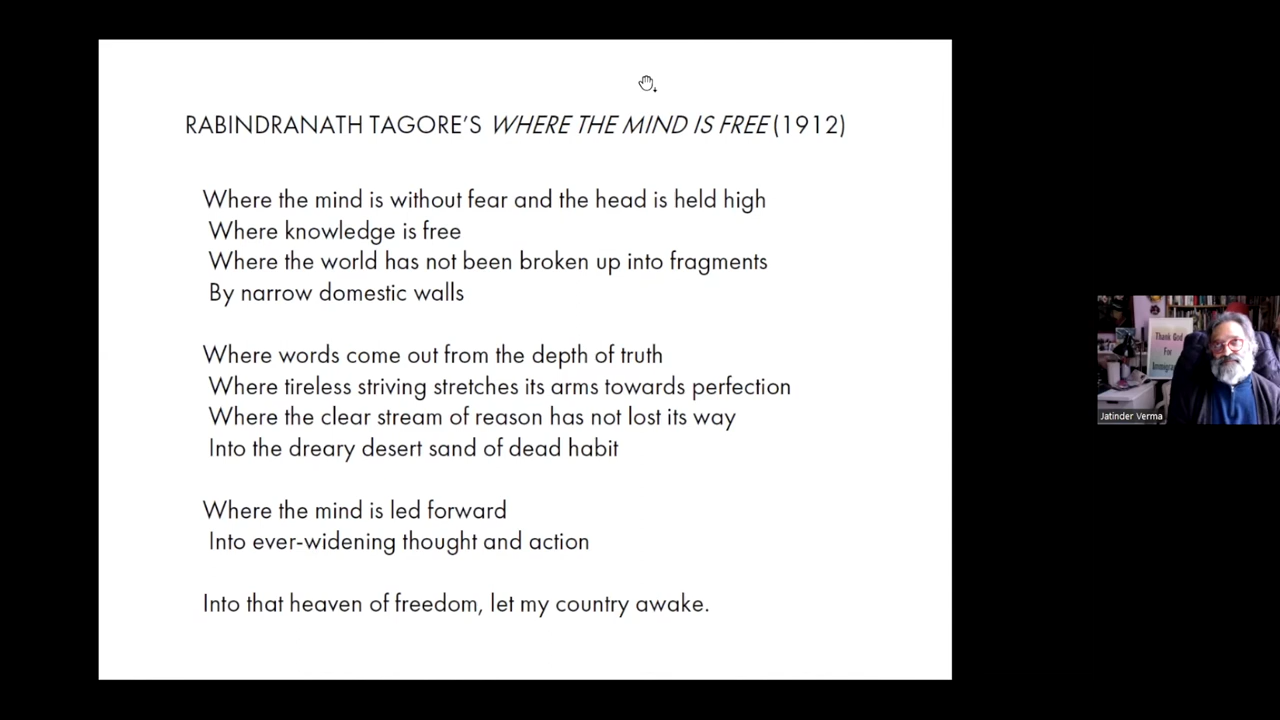 RABINDRANATH TAGORE’S WHERE THE MIND IS FREE (1912)
Where the mind is without fear and the head is held high
Where knowledge is free
Where the world has not been broken up into fragments
By narrow domestic walls
Where words come out from the depth of truth
Where tireless striving stretches its arms towards perfection
Where the clear stream of reason has not lost its way
Into the dreary desert sand of dead habit
Where the mind is led forward
Into ever-widening thought and action
Into that heaven of freedom, let my country awake.
Thank God
For
Jatinder Verma